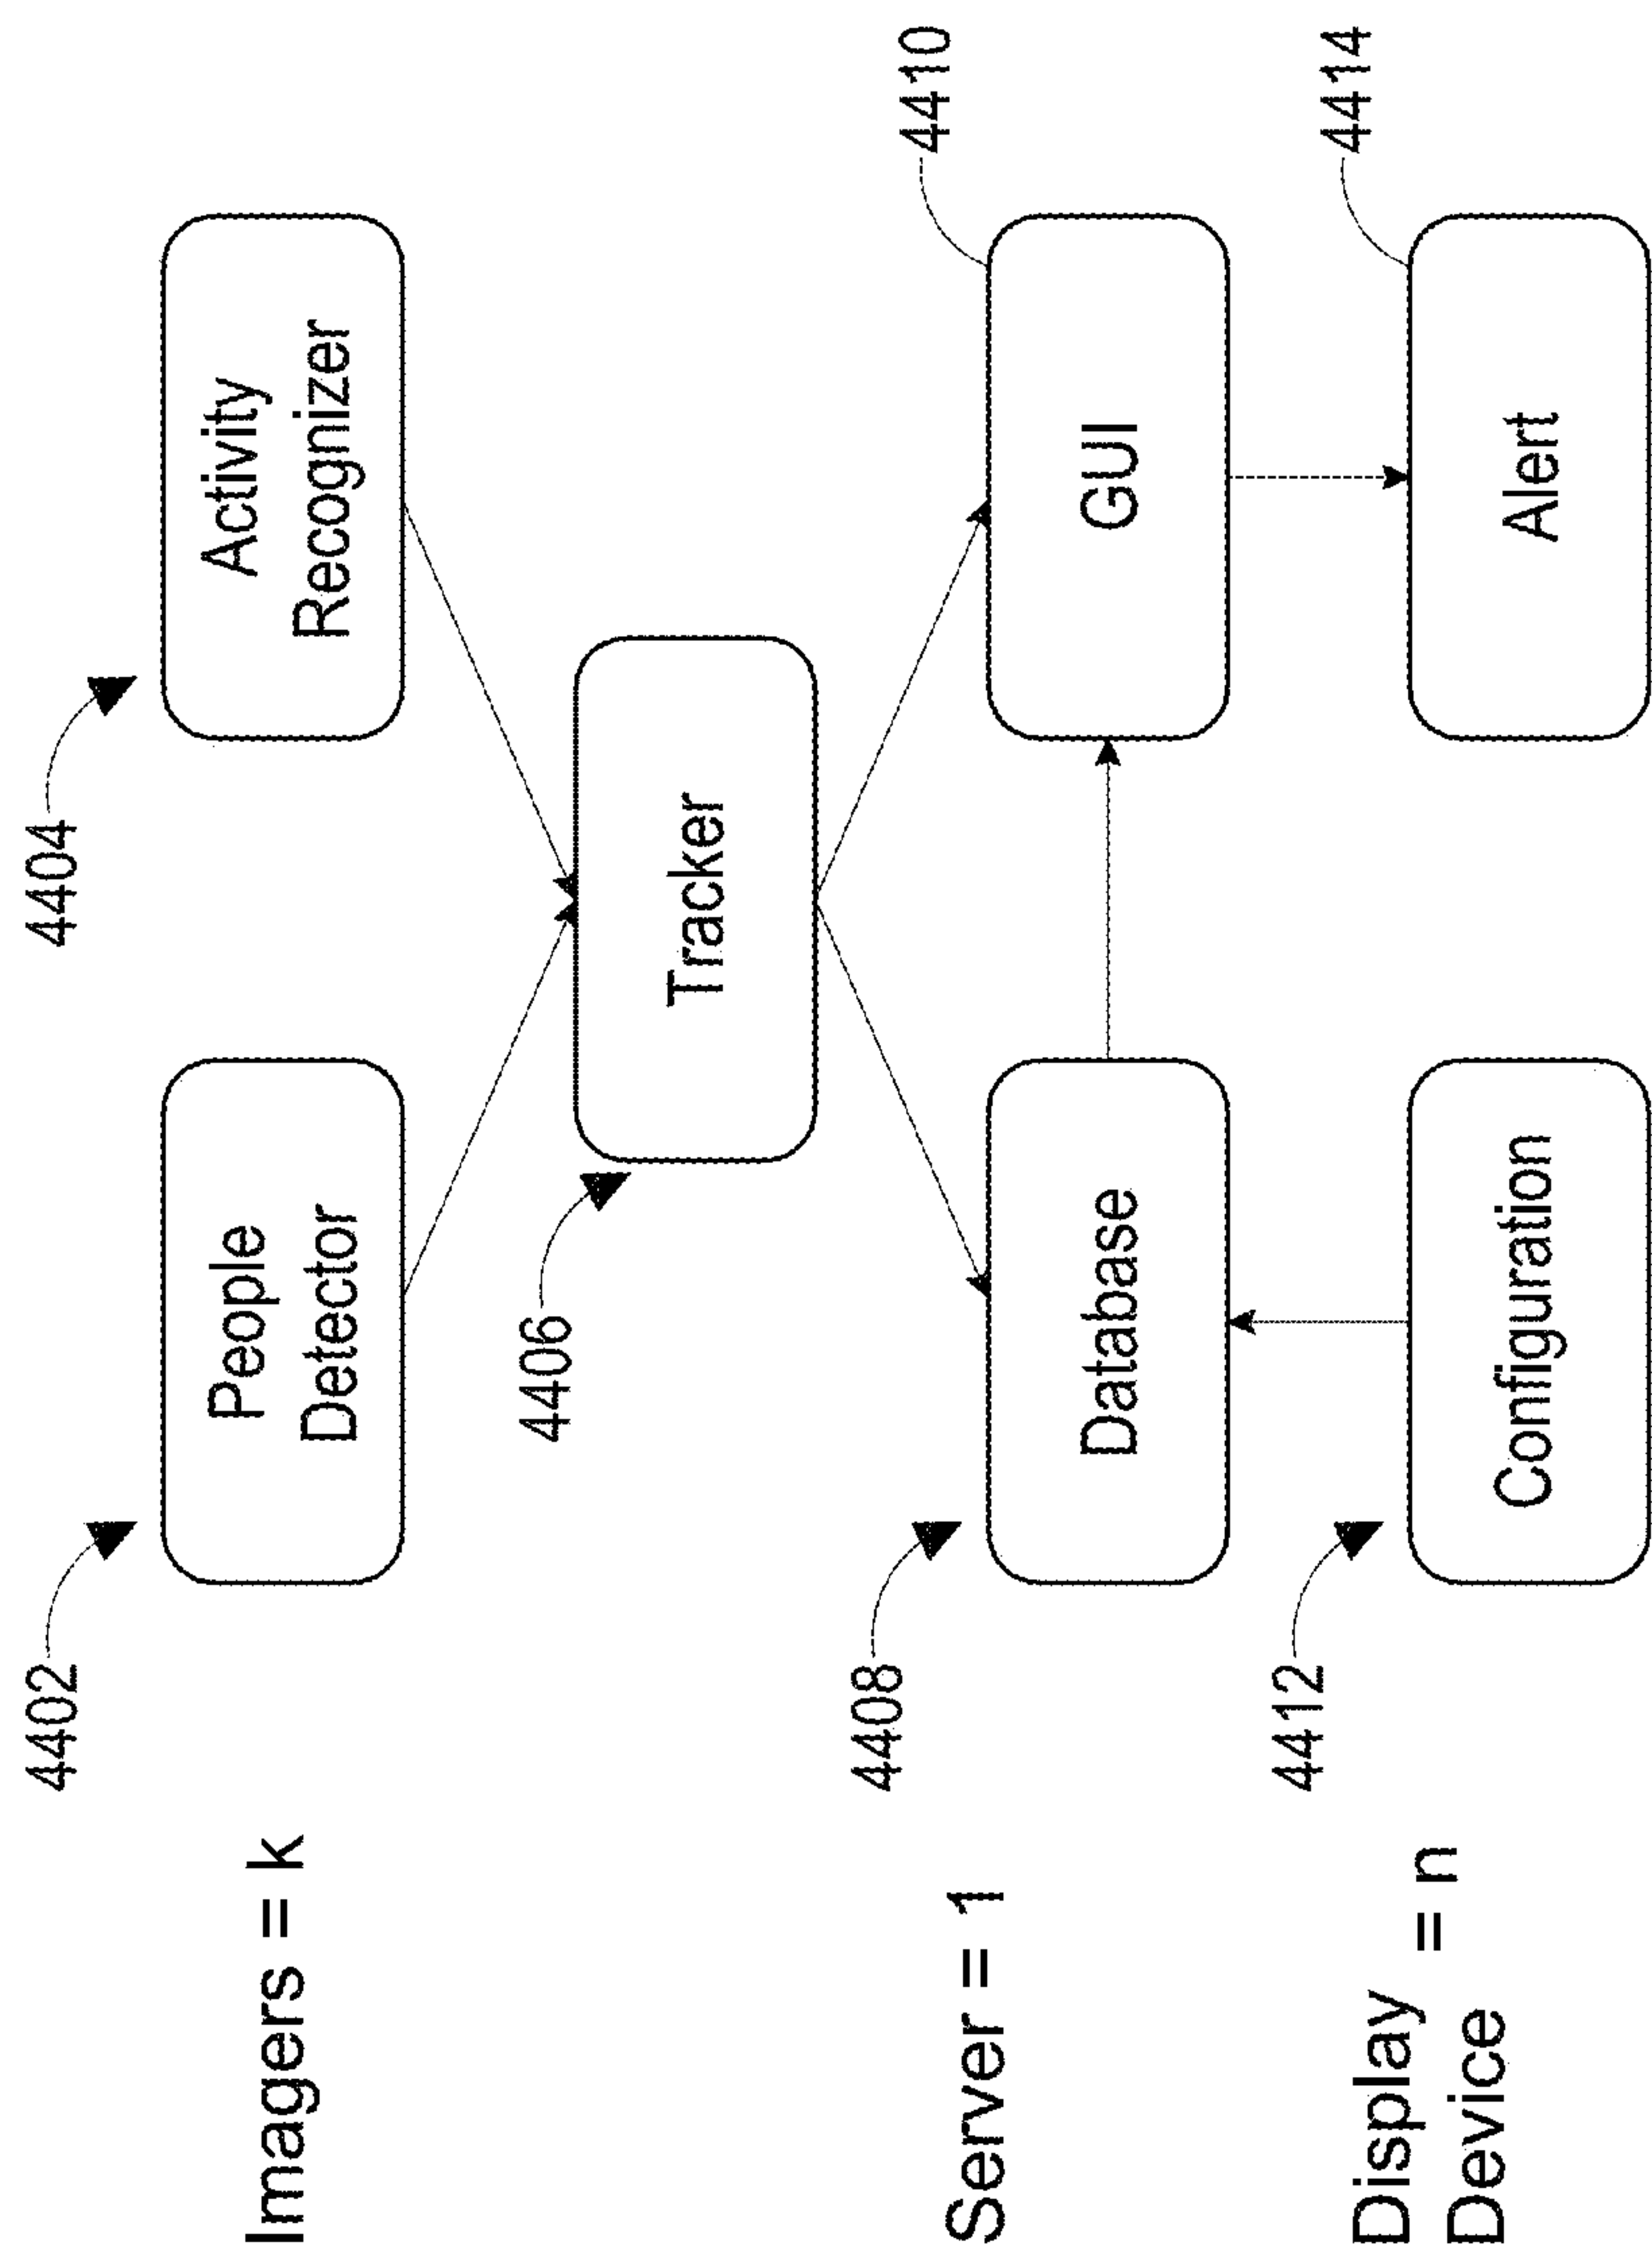 4402
4404
Imagers = k
People
Detector
Activity
Recognizer
4406
Tracker
4408
4410
Server = 1
Database
GUI
4412
4414
Display
Device
= n
Configuration
Alert